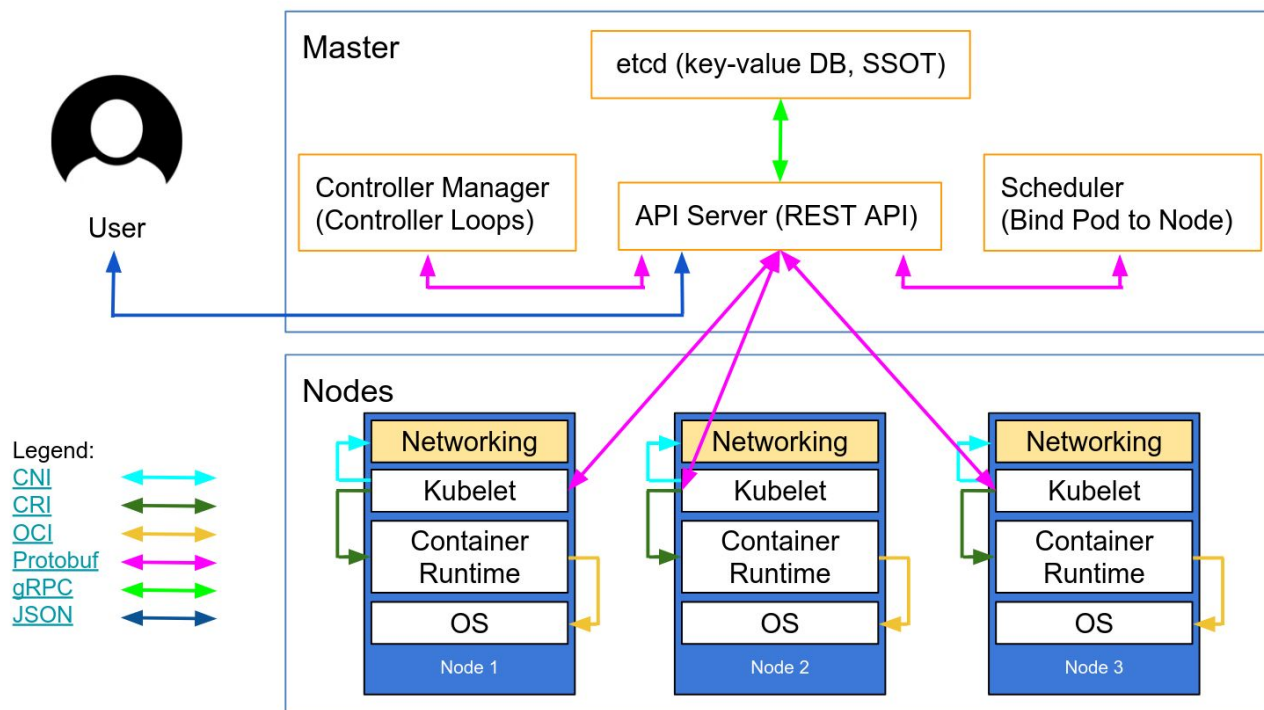 Master
etcd (key-value DB, SSOT)
Controller Manager
(Controller Loops)
API Server (REST API)
Scheduler
(Bind Pod to Node)
User
Nodes
Networking
Kubelet
Container
Runtime
OS
Node 1
Networking
Kubelet
Container
Runtime
OS
Node 2
Networking
Kubelet
Container
Runtime
OS
Node 3
Legend:
CNI
CRI
OCI
Protobuf
gRPC
JSON